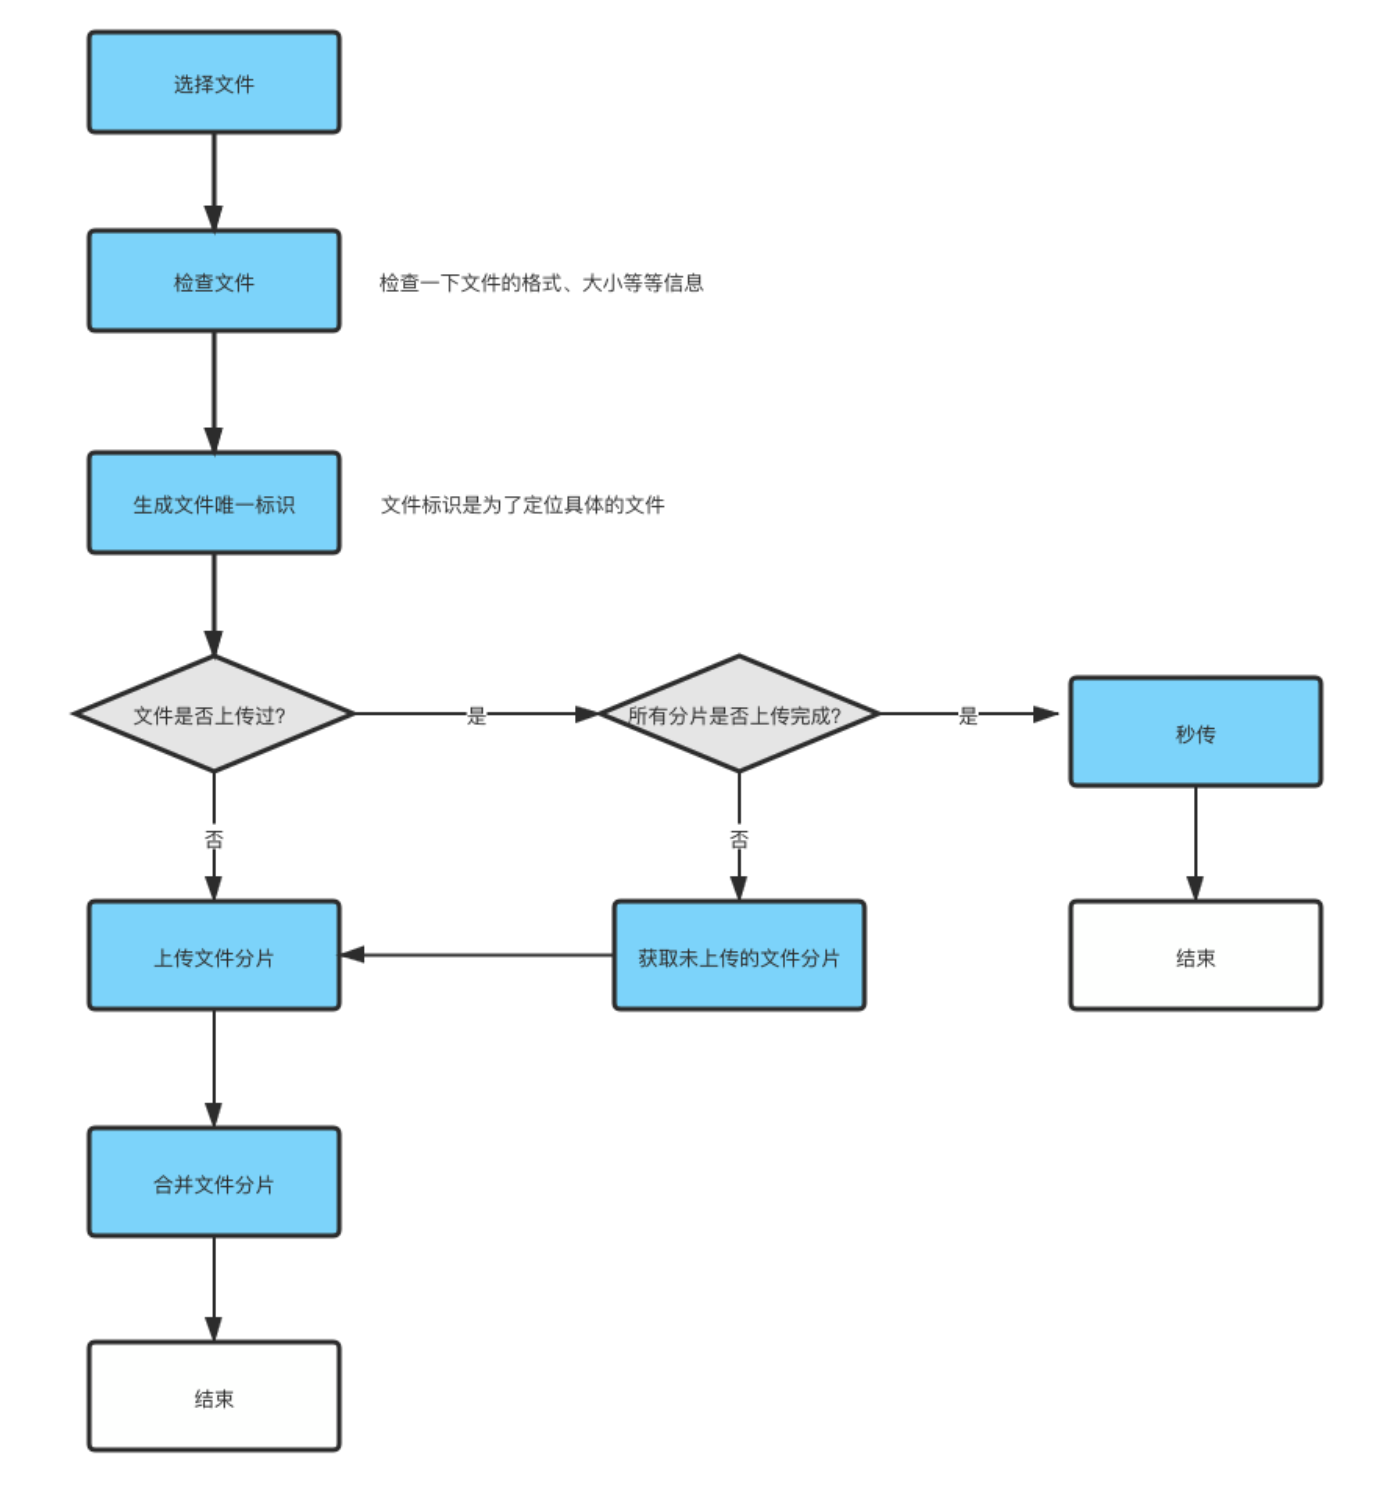 选择文件
检查文件
检查一下文件的格式、大小等等信息
生成文件唯一标识
文件标识是为了定位具体的文件
文件是否上传过?
是
所有分片是否上传完成?
是
秒传
否
否
上传文件分片
获取未上传的文件分片
结束
合并文件分片
结束